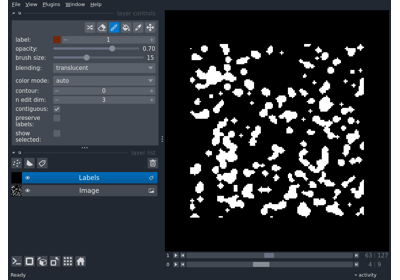 File View Plugins Window Help
layer controls
label: 1
opacity: 0.70
brush size: 15
blending: translucent
color mode: auto
contour: 0
n edit dim: 3
contiguous:
preserve
labels:
show
selected:
layer list
Labels
Image
1 63 127
0 4 9
Ready
activity